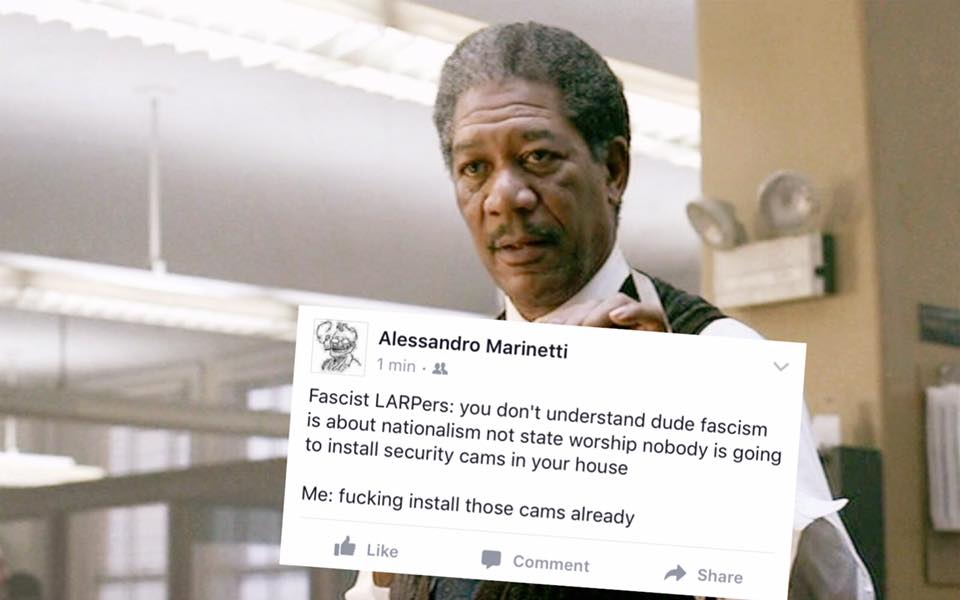 Alessandro Marinetti
1 min ·
Fascist LARPers: you don't understand dude fascism
is about nationalism not state worship nobody is going
to install security cams in your house
Me: fucking install those cams already
Like
Comment
Share